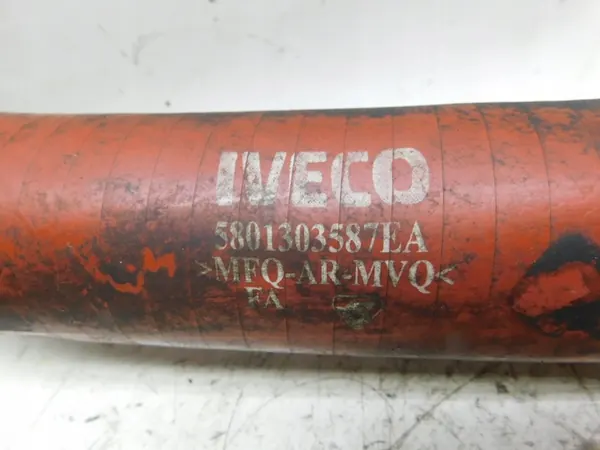 IVECO
5801303587EA
>MFQ-AR-MVQ<
FA